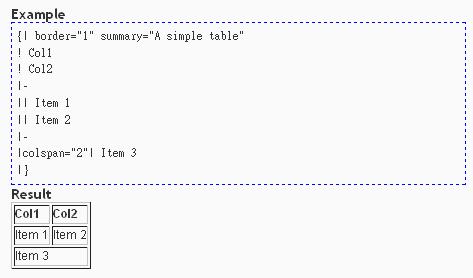 Example
{| border="1" summary="A simple table"
! Col1
! Col2
|-
|| Item 1
|| Item 2
|-
|colspan="2"| Item 3
|}
Result
Col1 Col2
Item 1 Item 2
Item 3